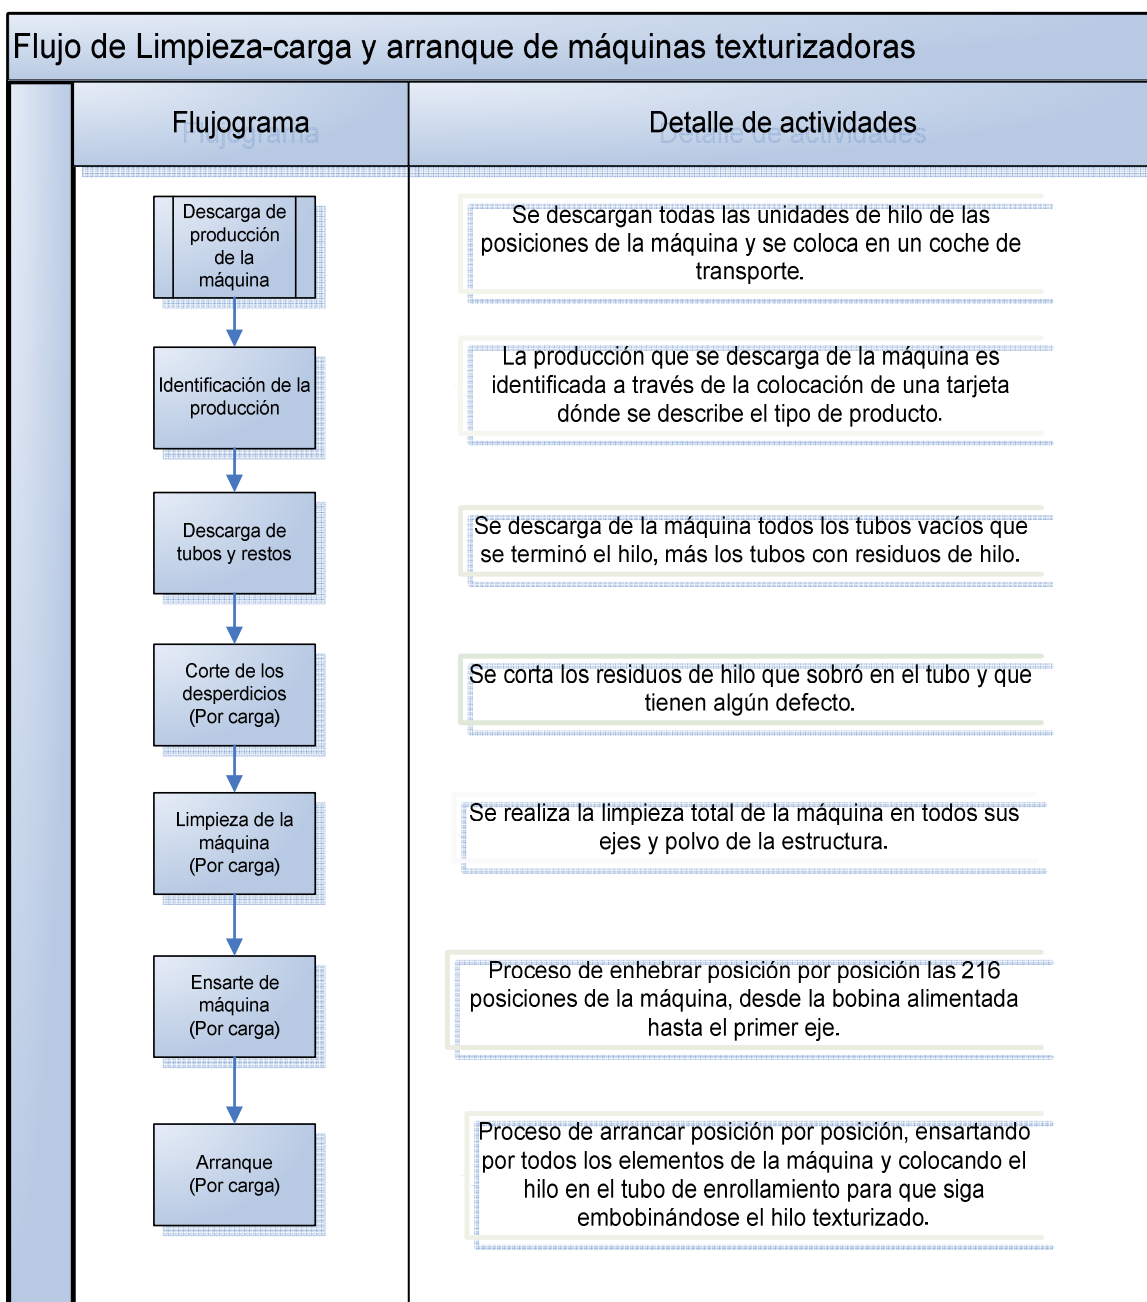 Flujo de Limpieza-carga y arranque de máquinas texturizadoras
Flujograma
Detalle de actividades
Descarga de
producción
de la
máquina
Se descargan todas las unidades de hilo de las
posiciones de la máquina y se coloca en un coche de
transporte.
Identificación de la
producción
La producción que se descarga de la máquina es
identificada a través de la colocación de una tarjeta
dónde se describe el tipo de producto.
Descarga de
tubos y restos
Se descarga de la máquina todos los tubos vacíos que
se terminó el hilo, más los tubos con residuos de hilo.
Corte de los
desperdicios
(Por carga)
Se corta los residuos de hilo que sobró en el tubo y que
tienen algún defecto.
Limpieza de la
máquina
(Por carga)
Se realiza la limpieza total de la máquina en todos sus
ejes y polvo de la estructura.
Ensarte de
máquina
(Por carga)
Proceso de enhebrar posición por posición las 216
posiciones de la máquina, desde la bobina alimentada
hasta el primer eje.
Arranque
(Por carga)
Proceso de arrancar posición por posición, ensartando
por todos los elementos de la máquina y colocando el
hilo en el tubo de enrollamiento para que siga
embobinándose el hilo texturizado.